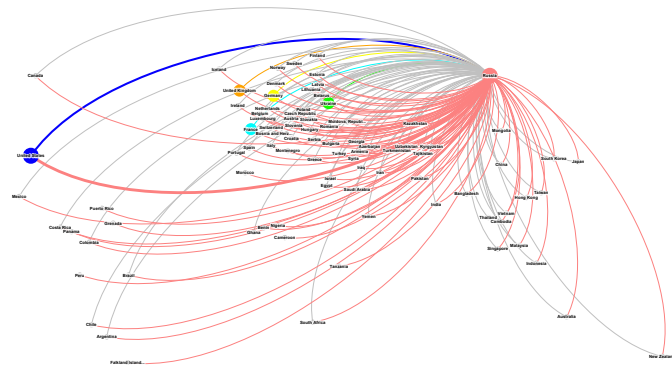 Finland
Sweden
Iceland
Norway
Estonia
Canada
Russia
Denmark
Latvia
Lithuania
United Kingdom
Germany
Belarus
Ukraine
Ireland
Netherlands
Poland
Belgium
Czech Republic
Luxembourg
Austria
Slovakia
Moldova, Republi
Kazakhstan
Slovenia
Romania
France
Switzerland
Hungary
Mongolia
Bosnia and Herz
Croatia
Serbia
Bulgaria
Georgia
Spain
Italy
Azerbaijan
Uzbekistan
Kyrgyzstan
Portugal
Montenegro
Armenia
Turkmenistan
Turkey
Tajikistan
United States
Greece
Syria
South Korea
Japan
China
Iraq
Morocco
Iran
Israel
Pakistan
Egypt
Saudi Arabia
Taiwan
Bangladesh
Mexico
Hong Kong
India
Puerto Rico
Vietnam
Yemen
Thailand
Cambodia
Grenada
Costa Rica
Benin
Nigeria
Panama
Ghana
Cameroon
Colombia
Malaysia
Singapore
Indonesia
Tanzania
Peru
Brazil
Australia
Chile
South Africa
Argentina
New Zealand
Falkland Island